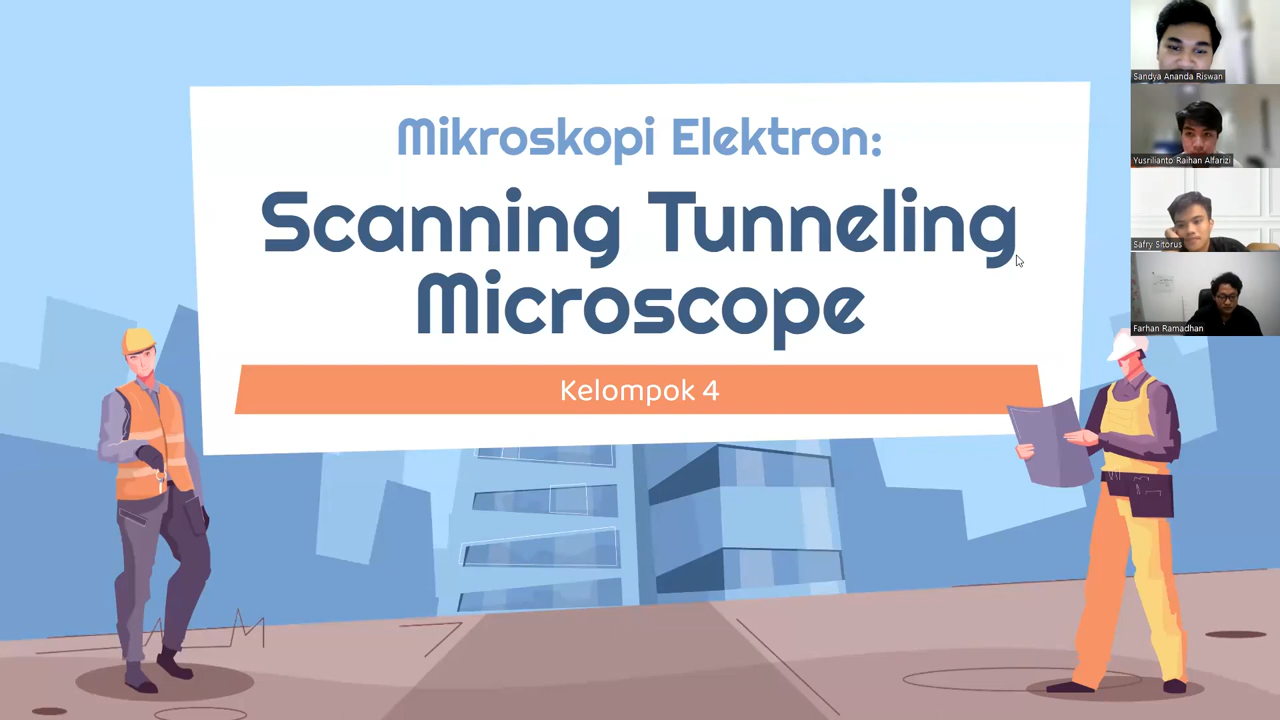 Mikroskopi Elektron:
Scanning Tunneling
Microscope
Kelompok 4
Sandya Ananda Riswan
Yusrilianto Raihan Alfarizi
Safry Sitorus
Farhan Ramadhan